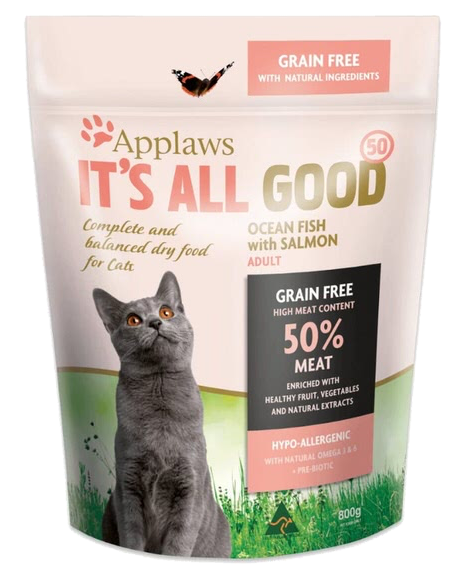 GRAIN FREE
WITH NATURAL INGREDIENTS
Applaws
IT'S ALL GOOD
50
Complete and
balanced dry food
for Cats
OCEAN FISH
with SALMON
ADULT
GRAIN FREE
HIGH MEAT CONTENT
50%
MEAT
ENRICHED WITH
HEALTHY FRUIT, VEGETABLES
AND NATURAL EXTRACTS
HYPO-ALLERGENIC
WITH NATURAL OMEGA 3 & 6
+ PRE-BIOTIC
800g